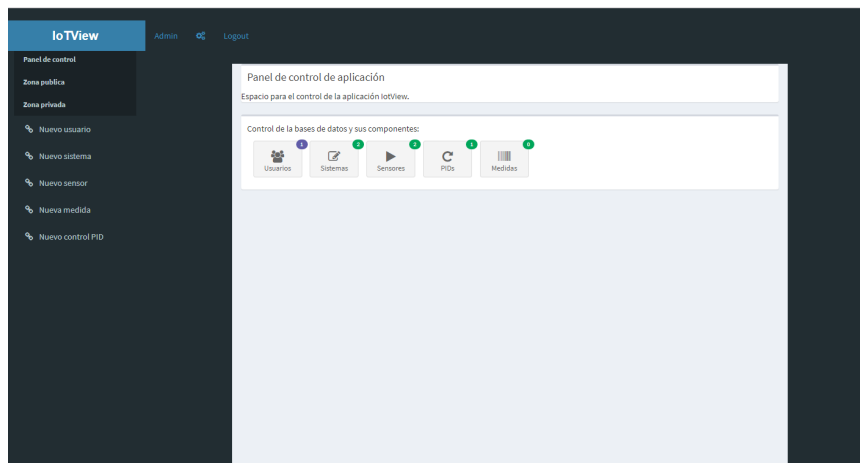 IoTView
Admin
Logout
Panel de control
Zona publica
Zona privada
Nuevo usuario
Nuevo sistema
Nuevo sensor
Nueva medida
Nuevo control PID
Panel de control de aplicación
Espacio para el control de la aplicación IotView.
Control de la bases de datos y sus componentes:
1 2 2 1 0
Usuarios Sistemas Sensores PIDs Medidas